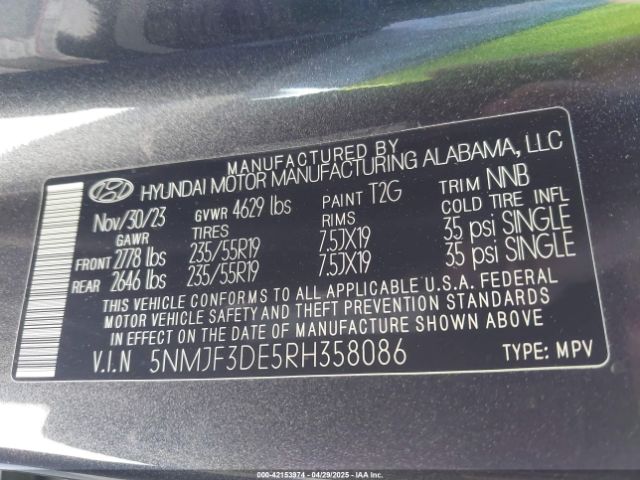 MANUFACTURED BY
HYUNDAI MOTOR MANUFACTURING ALABAMA, LLC
Nov/30/23 GVWR 4629 lbs PAINT T2G TRIM NNB
GAWR TIRES RIMS COLD TIRE INFL
FRONT 2778 lbs 235/55R19 7.5JX19 35 psi SINGLE
REAR 2646 lbs 235/55R19 7.5JX19 35 psi SINGLE
THIS VEHICLE CONFORMS TO ALL APPLICABLE U.S.A. FEDERAL
MOTOR VEHICLE SAFETY AND THEFT PREVENTION STANDARDS
IN EFFECT ON THE DATE OF MANUFACTURE SHOWN ABOVE
V.I.N 5NMJF3DE5RH358086 TYPE: MPV
00-42153974 | 04/29/2025 | IAA Inc.